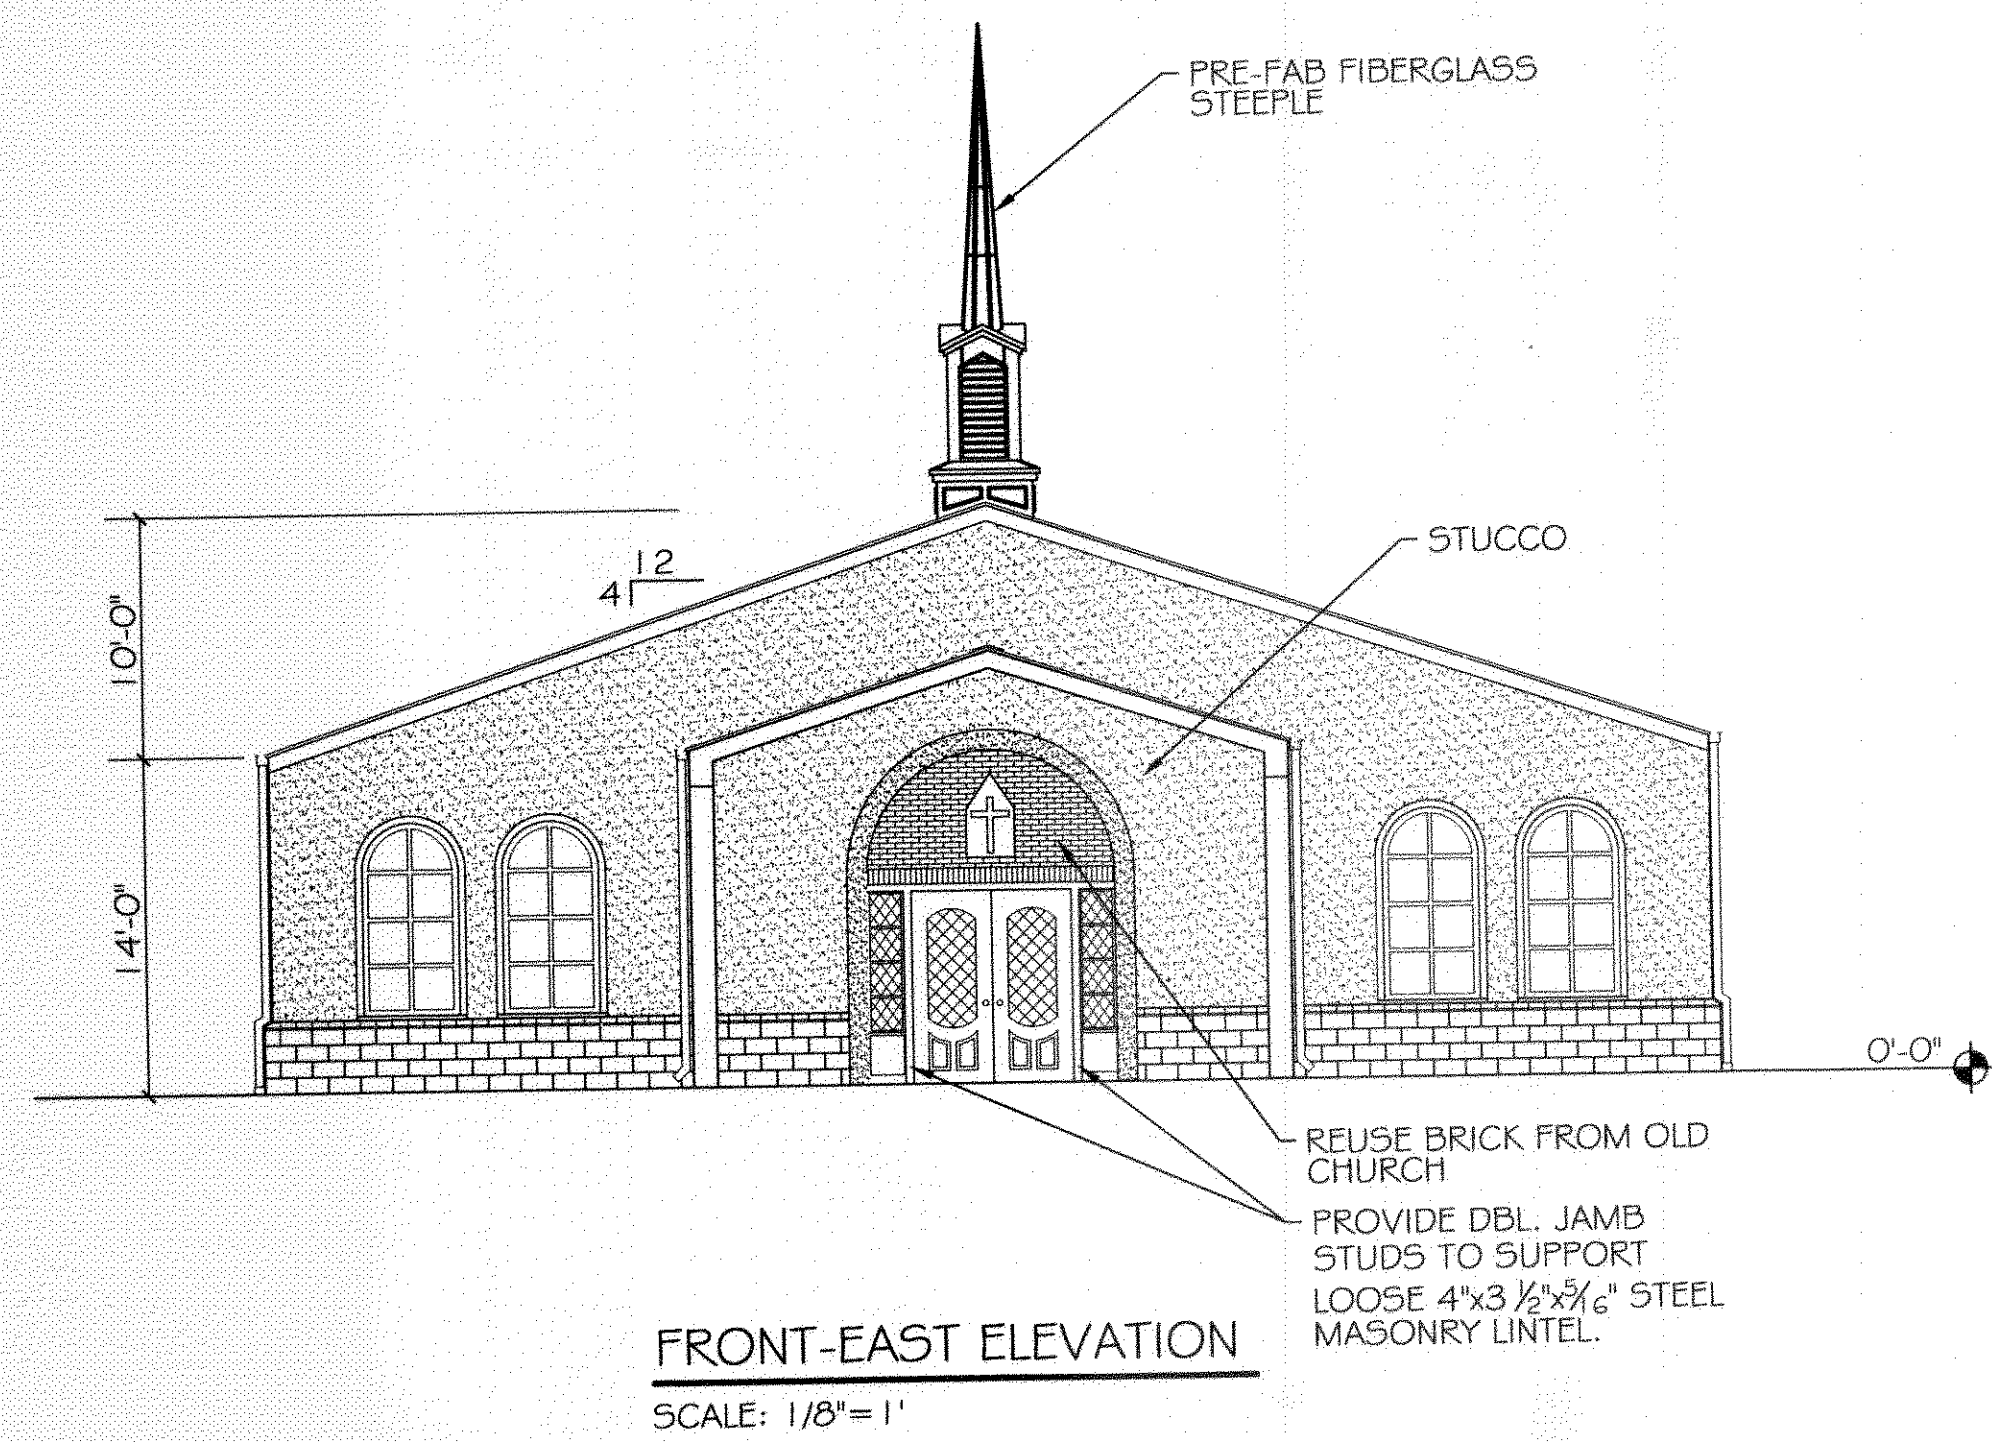 PRE-FAB FIBERGLASS
STEEPLE
STUCCO
12
4
10'-0"
14'-0"
0'-0"
REUSE BRICK FROM OLD
CHURCH
PROVIDE DBL. JAMB
STUDS TO SUPPORT
LOOSE 4"x3 1/2"x5/16" STEEL
MASONRY LINTEL.
FRONT-EAST ELEVATION
SCALE: 1/8"=1'